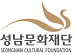 성남문화재단
SEONGNAM CULTURAL FOUNDATION